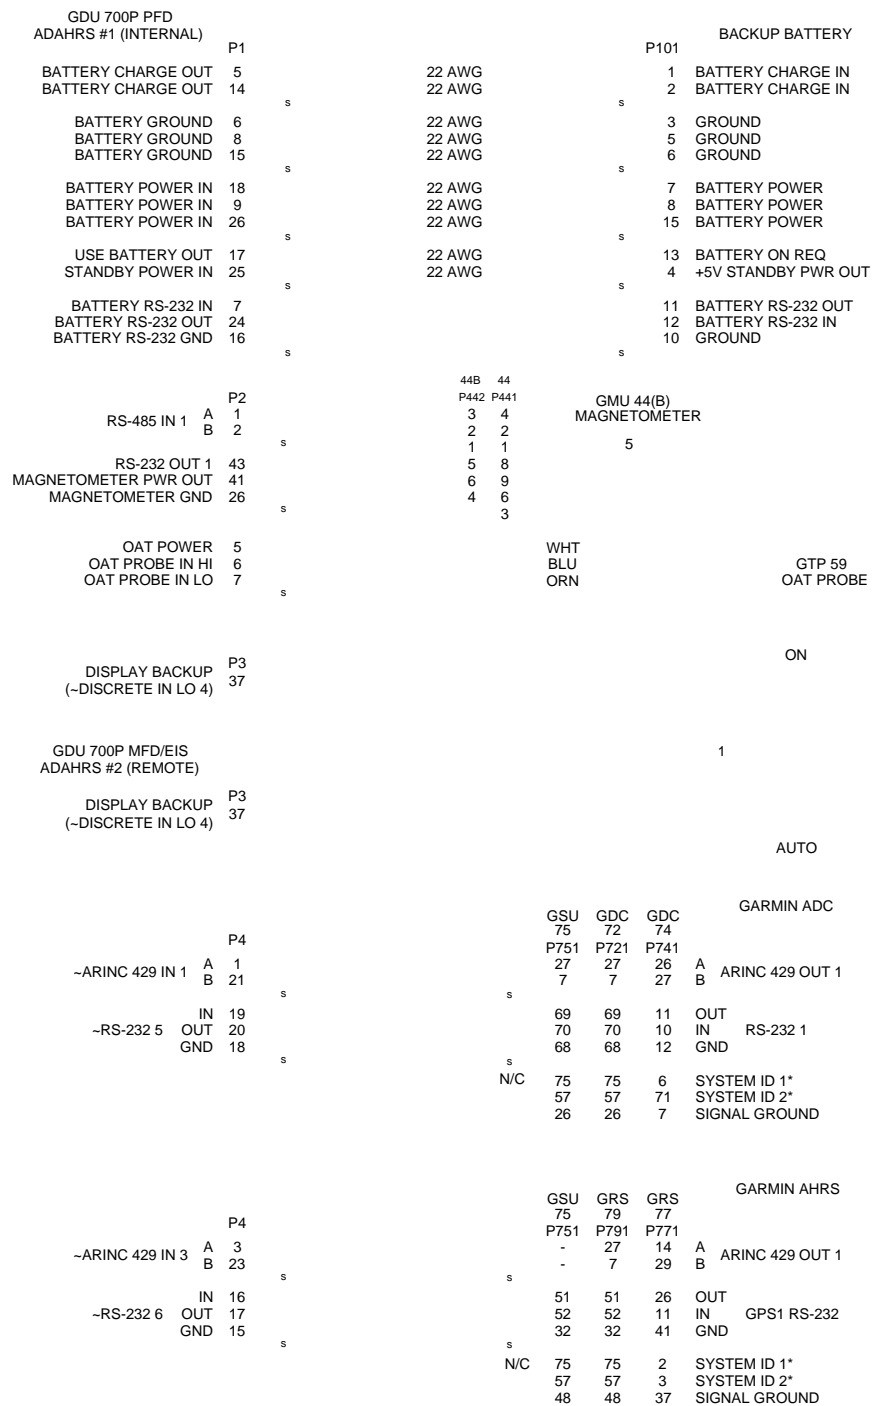 GDU 700P PFD
ADAHRS #1 (INTERNAL)
BACKUP BATTERY
P1 P101
BATTERY CHARGE OUT 5 22 AWG 1 BATTERY CHARGE IN
BATTERY CHARGE OUT 14 22 AWG 2 BATTERY CHARGE IN
s s
BATTERY GROUND 6 22 AWG 3 GROUND
BATTERY GROUND 8 22 AWG 5 GROUND
BATTERY GROUND 15 22 AWG 6 GROUND
s s
BATTERY POWER IN 18 22 AWG 7 BATTERY POWER
BATTERY POWER IN 9 22 AWG 8 BATTERY POWER
BATTERY POWER IN 26 22 AWG 15 BATTERY POWER
s s
USE BATTERY OUT 17 22 AWG 13 BATTERY ON REQ
STANDBY POWER IN 25 22 AWG 4 +5V STANDBY PWR OUT
s s
BATTERY RS-232 IN 7 11 BATTERY RS-232 OUT
BATTERY RS-232 OUT 24 12 BATTERY RS-232 IN
BATTERY RS-232 GND 16 10 GROUND
s s
44B 44
P2 P442 P441 GMU 44(B)
RS-485 IN 1 A 1 3 4 MAGNETOMETER
B 2 2 2
s 1 1 5
RS-232 OUT 1 43 5 8
MAGNETOMETER PWR OUT 41 6 9
MAGNETOMETER GND 26 4 6
s 3
OAT POWER 5 WHT
OAT PROBE IN HI 6 BLU GTP 59
OAT PROBE IN LO 7 ORN OAT PROBE
s
ON
P3
DISPLAY BACKUP 37
(~DISCRETE IN LO 4)
GDU 700P MFD/EIS 1
ADAHRS #2 (REMOTE)
P3
DISPLAY BACKUP 37
(~DISCRETE IN LO 4)
AUTO
GARMIN ADC
GSU GDC GDC
75 72 74
P4 P751 P721 P741
~ARINC 429 IN 1 A 1 27 27 26 A ARINC 429 OUT 1
B 21 7 7 27 B
s s
IN 19 69 69 11 OUT
~RS-232 5 OUT 20 70 70 10 IN RS-232 1
GND 18 68 68 12 GND
s s
N/C 75 75 6 SYSTEM ID 1*
57 57 71 SYSTEM ID 2*
26 26 7 SIGNAL GROUND
GARMIN AHRS
GSU GRS GRS
75 79 77
P4 P751 P791 P771
~ARINC 429 IN 3 A 3 - 27 14 A ARINC 429 OUT 1
B 23 - 7 29 B
s s
IN 16 51 51 26 OUT
~RS-232 6 OUT 17 52 52 11 IN GPS1 RS-232
GND 15 32 32 41 GND
s s
N/C 75 75 2 SYSTEM ID 1*
57 57 3 SYSTEM ID 2*
48 48 37 SIGNAL GROUND